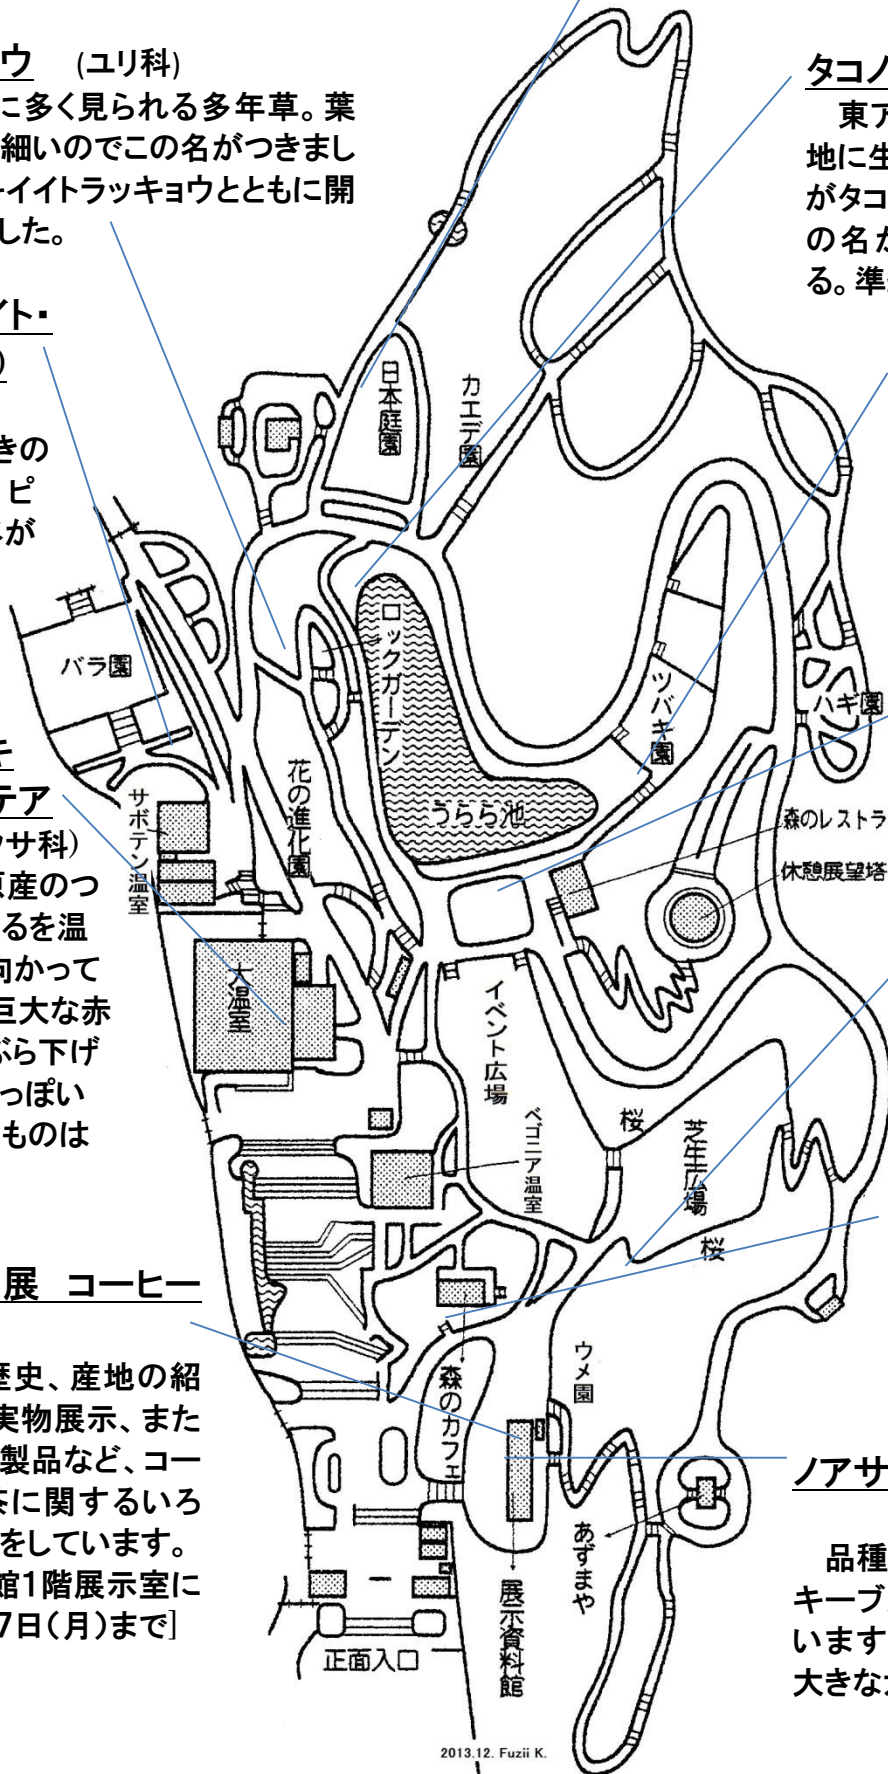 ウ (ユリ科)
に多く見られる多年草。葉
細いのでこの名がつきまし
キイイトラッキョウとともに開
した。
イト・
)
きの
ピ
が
キ
テア
クサ科)
原産のつ
るを温
向かって
巨大な赤
ぶら下げ
っぽい
ものは
展 コーヒー
歴史、産地の紹
実物展示、また
製品など、コー
茶に関するいろ
をしています。
館1階展示室に
7日(月)まで]
タコノ
東ア
地に生
がタコ
の名が
る。準
ノアサ
品種
キーブ
います
大きな
日本庭園
カエデ園
バラ園
ロックガーデン
うらら池
ツバキ園
ハギ園
花の進化園
サボテン温室
森のレストラ
休憩展望塔
大温室
イベント広場
ベゴニア温室
桜
芝生広場
桜
ウメ園
森のカフェ
あずまや
展示資料館
正面入口
2013.12. Fuzii K.